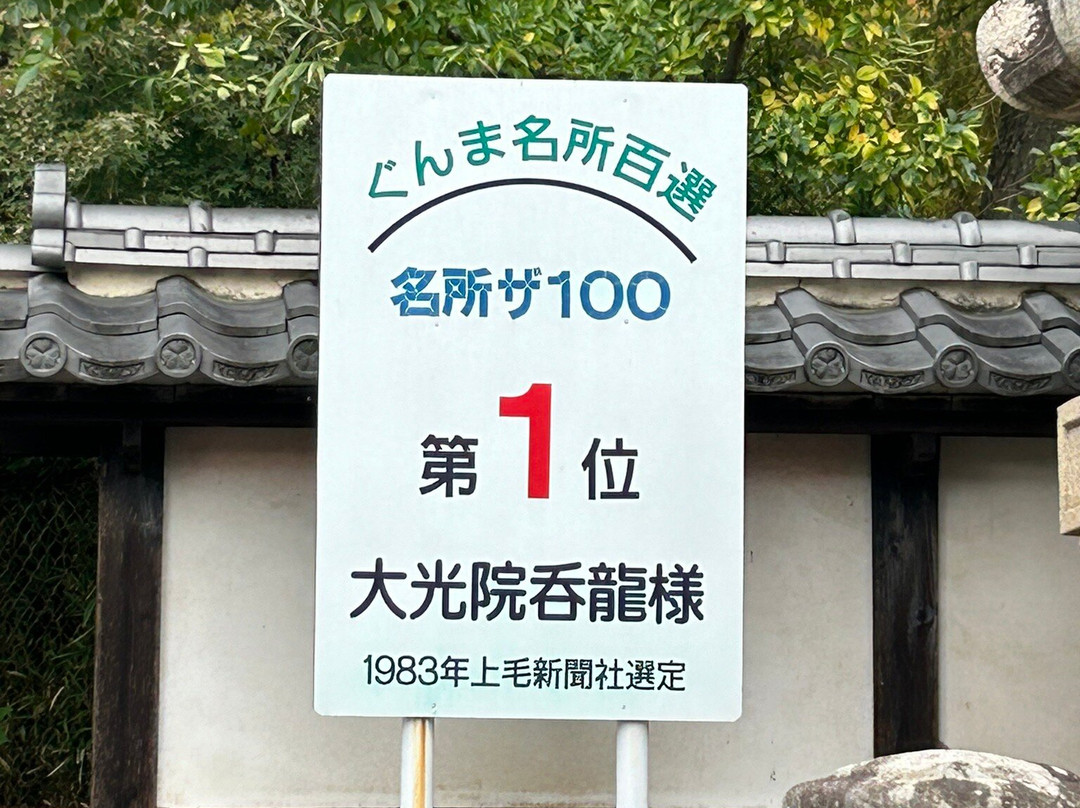 ぐんま名所百選
名所ザ100
第1位
大光院呑龍様
1983年上毛新聞社選定